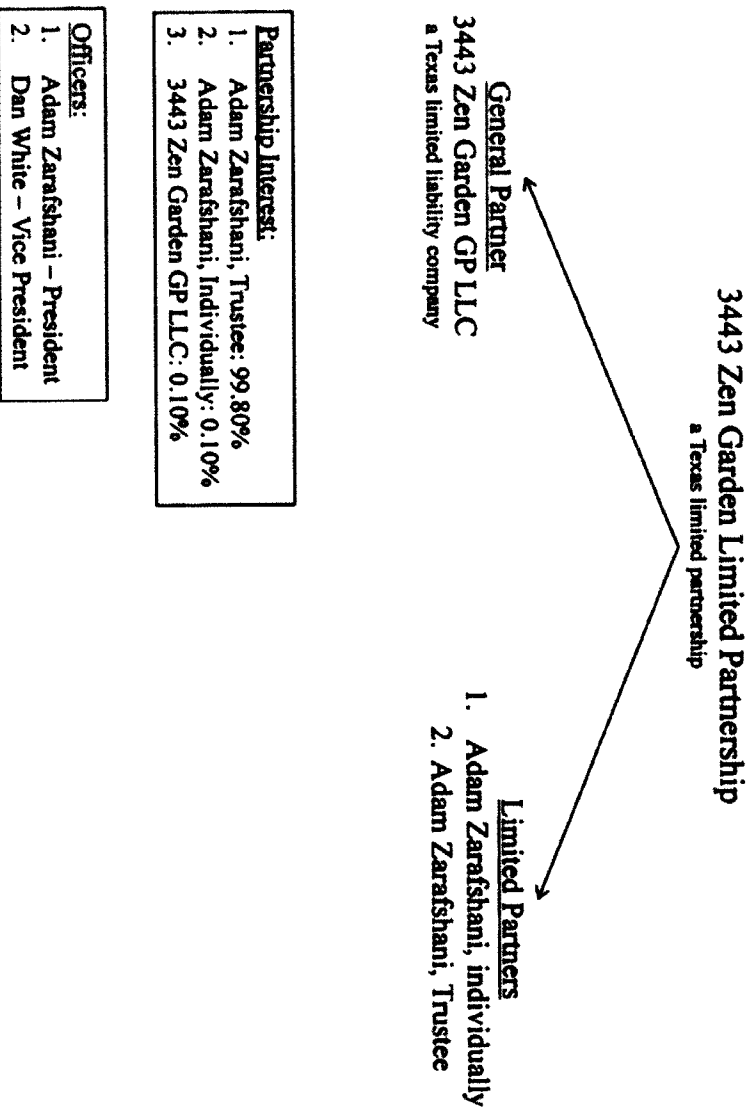 3443 Zen Garden Limited Partnership
a Texas limited partnership
General Partner
3443 Zen Garden GP LLC
a Texas limited liability company
Limited Partners
1. Adam Zarafshani, individually
2. Adam Zarafshani, Trustee
Partnership Interest:
1. Adam Zarafshani, Trustee: 99.80%
2. Adam Zarafshani, Individually: 0.10%
3. 3443 Zen Garden GP LLC: 0.10%
Officers:
1. Adam Zarafshani – President
2. Dan White – Vice President